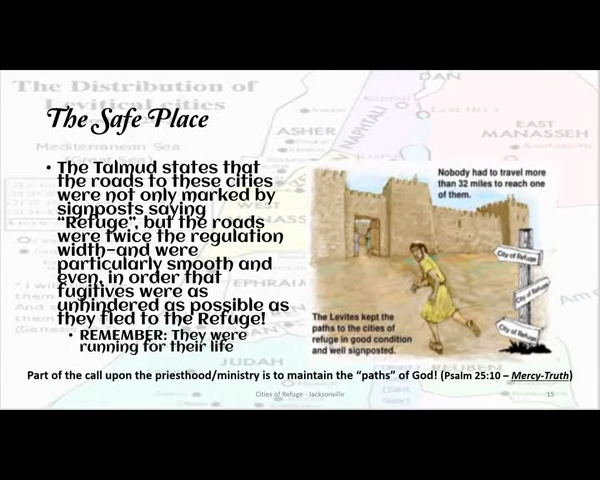 The Distribution of
Levitical cities
The Safe Place
• The Talmud states that
the roads to these cities
were not only marked by
signposts saying
"Refuge", but the roads
were twice the regulation
width–and were
particularly smooth and
even, in order that
fugitives were as
unhindered as possible as
they fled to the Refuge!
• REMEMBER: They were
running for their life
Nobody had to travel more
than 32 miles to reach one
of them.
City of Refuge
City of Refuge
City of Refuge
The Levites kept the
paths to the cities of
refuge in good condition
and well signposted.
Part of the call upon the priesthood/ministry is to maintain the "paths" of God! (Psalm 25:10 – Mercy-Truth)
Cities of Refuge - Jacksonville
15
Mediterranean Sea
(Great Sea)
DAN
NAPHTALI
ASHER
EAST
MANASSEH
EPHRAIM
JUDAH
REUBEN